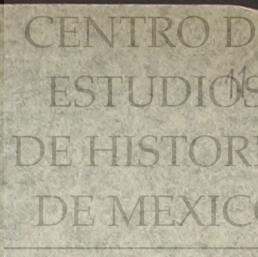 CENTRO D
ESTUDIOS
DE HISTORI
DE MEXICO